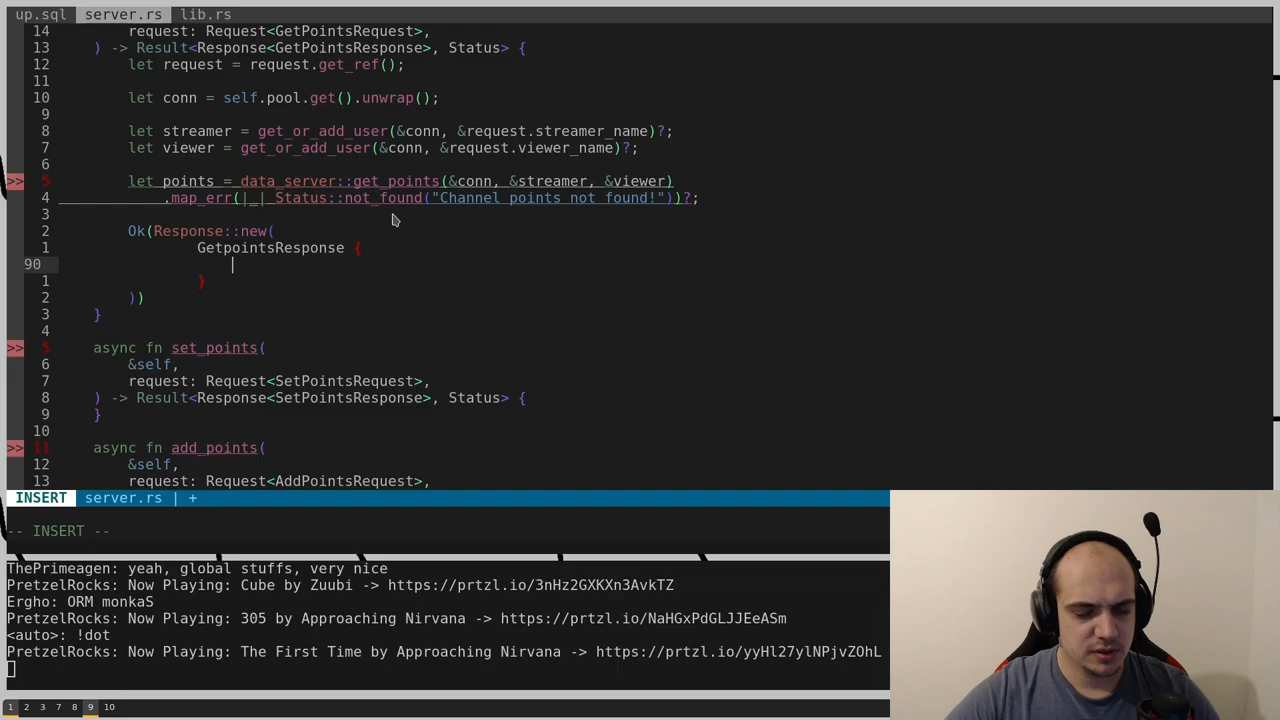 up.sql server.rs lib.rs
14 request: Request<GetPointsRequest>,
13 ) -> Result<Response<GetPointsResponse>, Status> {
12 let request = request.get_ref();
11
10 let conn = self.pool.get().unwrap();
9
8 let streamer = get_or_add_user(&conn, &request.streamer_name)?;
7 let viewer = get_or_add_user(&conn, &request.viewer_name)?;
6
>> 5 let points = data_server::get_points(&conn, &streamer, &viewer)
4 .map_err(|_| Status::not_found("Channel points not found!"))?;
3
2 Ok(Response::new(
1 GetpointsResponse {
90
1 }
2 ))
3 }
4
>> 5 async fn set_points(
6 &self,
7 request: Request<SetPointsRequest>,
8 ) -> Result<Response<SetPointsResponse>, Status> {
9 }
10
>> 11 async fn add_points(
12 &self,
13 request: Request<AddPointsRequest>,
INSERT server.rs | +
-- INSERT --
ThePrimeagen: yeah, global stuffs, very nice
PretzelRocks: Now Playing: Cube by Zuubi -> https://prtzl.io/3nHz2GXKXn3AvkTZ
Ergho: ORM monkaS
PretzelRocks: Now Playing: 305 by Approaching Nirvana -> https://prtzl.io/NaHGxPdGLJJEeASm
<auto>: !dot
PretzelRocks: Now Playing: The First Time by Approaching Nirvana -> https://prtzl.io/yyHl27ylNPjvZOhL
1 2 3 4 5 6 7 8 9 10